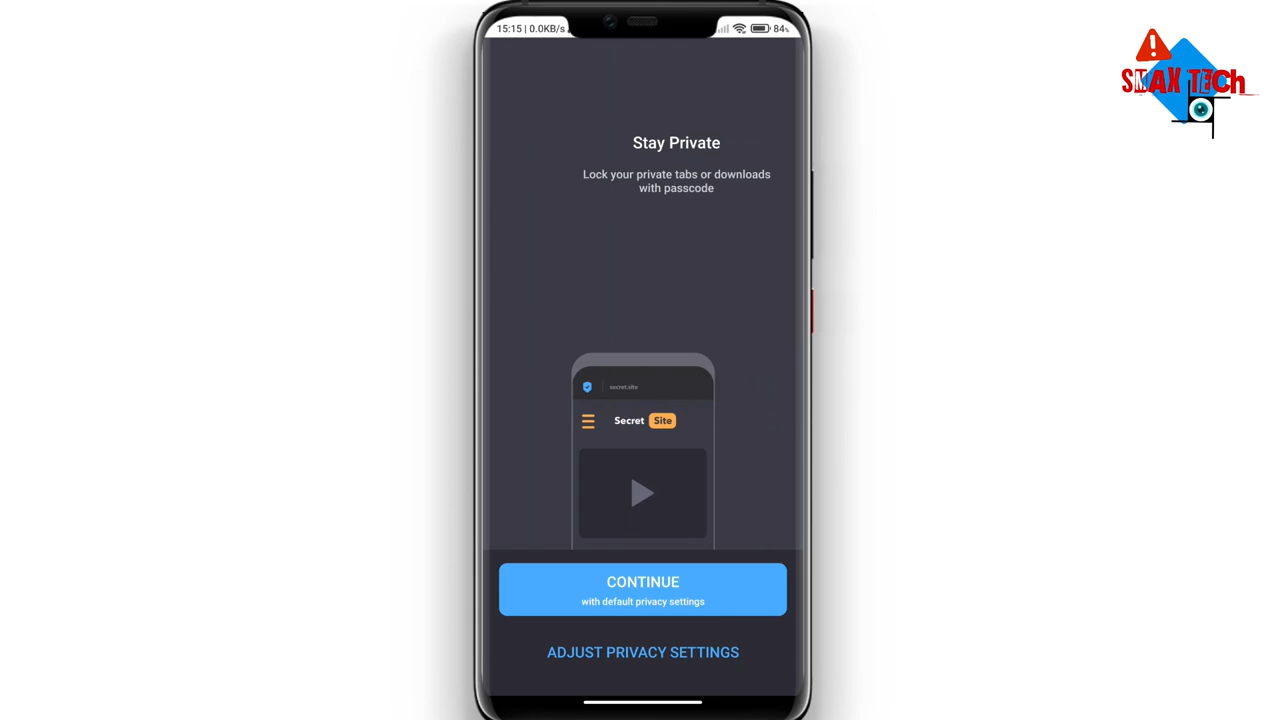 15:15 | 0.0KB/s
84%
SMAX TECh
Stay Private
Lock your private tabs or downloads
with passcode
secret.site
Secret Site
CONTINUE
with default privacy settings
ADJUST PRIVACY SETTINGS